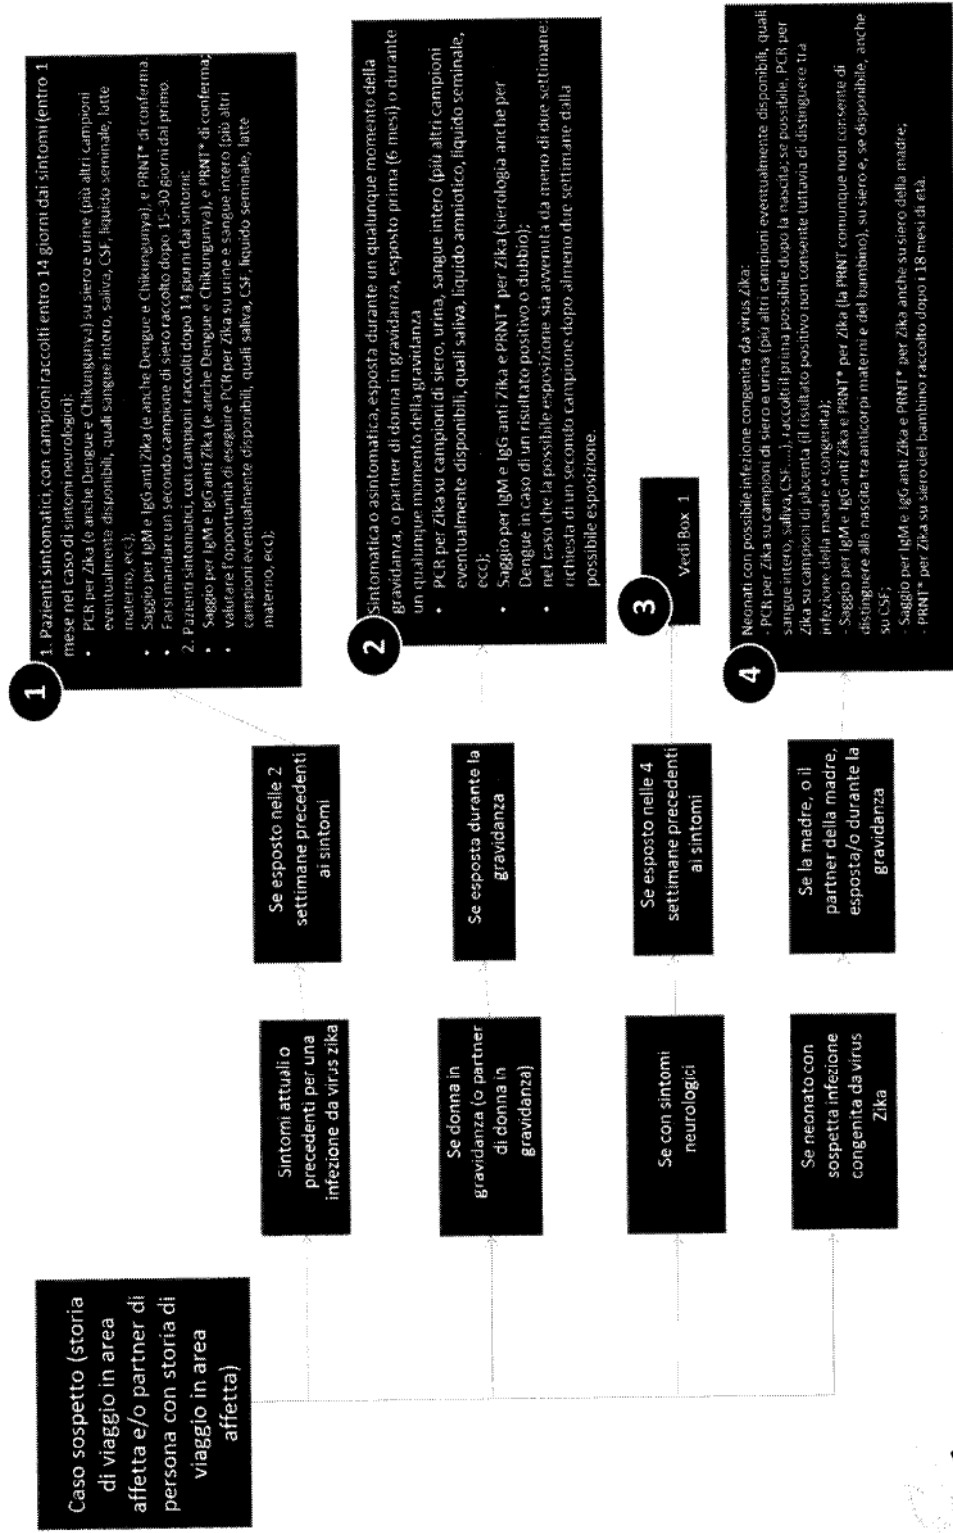 Caso sospetto (storia
di viaggio in area
affetta e/o partner di
persona con storia di
viaggio in area
affetta)
Sintomi attuali o
precedenti per una
infezione da virus zika
Se esposto nelle 2
settimane precedenti
ai sintomi
1
1. Pazienti sintomatici, con campioni raccolti entro 14 giorni dai sintomi (entro 1
mese nel caso di sintomi neurologici):
• PCR per Zika (e anche Dengue e Chikungunya) su siero e urine (più altri campioni
eventualmente disponibili, quali sangue intero, saliva, CSF, liquido seminale, latte
materno, ecc).
• Saggio per IgM e IgG anti Zika (e anche Dengue e Chikungunya), e PRNT* di conferma.
• Farsi mandare un secondo campione di siero raccolto dopo 15-30 giorni dal primo.
2. Pazienti sintomatici, con campioni raccolti dopo 14 giorni dai sintomi:
• Saggio per IgM e IgG anti Zika (e anche Dengue e Chikungunya), e PRNT* di conferma;
• valutare l'opportunità di eseguire PCR per Zika su urine e sangue intero (più altri
campioni eventualmente disponibili, quali saliva, CSF, liquido seminale, latte
materno, ecc);
Se donna in
gravidanza (o partner
di donna in
gravidanza)
Se esposta durante la
gravidanza
2
Sintomatica o asintomatica, esposta durante un qualunque momento della
gravidanza, o partner di donna in gravidanza, esposto prima (6 mesi) o durante
un qualunque momento della gravidanza
• PCR per Zika su campioni di siero, urina, sangue intero (più altri campioni
eventualmente disponibili, quali saliva, liquido amniotico, liquido seminale,
ecc);
• Saggio per IgM e IgG anti Zika e PRNT* per Zika (sierologia anche per
Dengue in caso di un risultato positivo o dubbio);
• nel caso che la possibile esposizione sia avvenuta da meno di due settimane:
richiesta di un secondo campione dopo almeno due settimane dalla
possibile esposizione.
Se con sintomi
neurologici
Se esposto nelle 4
settimane precedenti
ai sintomi
3
Vedi Box 1
Se neonato con
sospetta infezione
congenita da virus
Zika
Se la madre, o il
partner della madre,
esposta/o durante la
gravidanza
4
Neonati con possibile infezione congenita da virus Zika:
- PCR per Zika su campioni di siero e urina (più altri campioni eventualmente disponibili, quali
sangue intero, saliva, CSF, ...), raccolti il prima possibile dopo la nascita; se possibile, PCR per
Zika su campioni di placenta (il risultato positivo non consente tuttavia di distinguere tra
infezione della madre e congenita);
- Saggio per IgM e IgG anti Zika e PRNT* per Zika (la PRNT comunque non consente di
distinguere alla nascita tra anticorpi materni e del bambino), su siero e, se disponibile, anche
su CSF;
- Saggio per IgM e IgG anti Zika e PRNT* per Zika anche su siero della madre;
- PRNT* per Zika su siero del bambino raccolto dopo i 18 mesi di età.